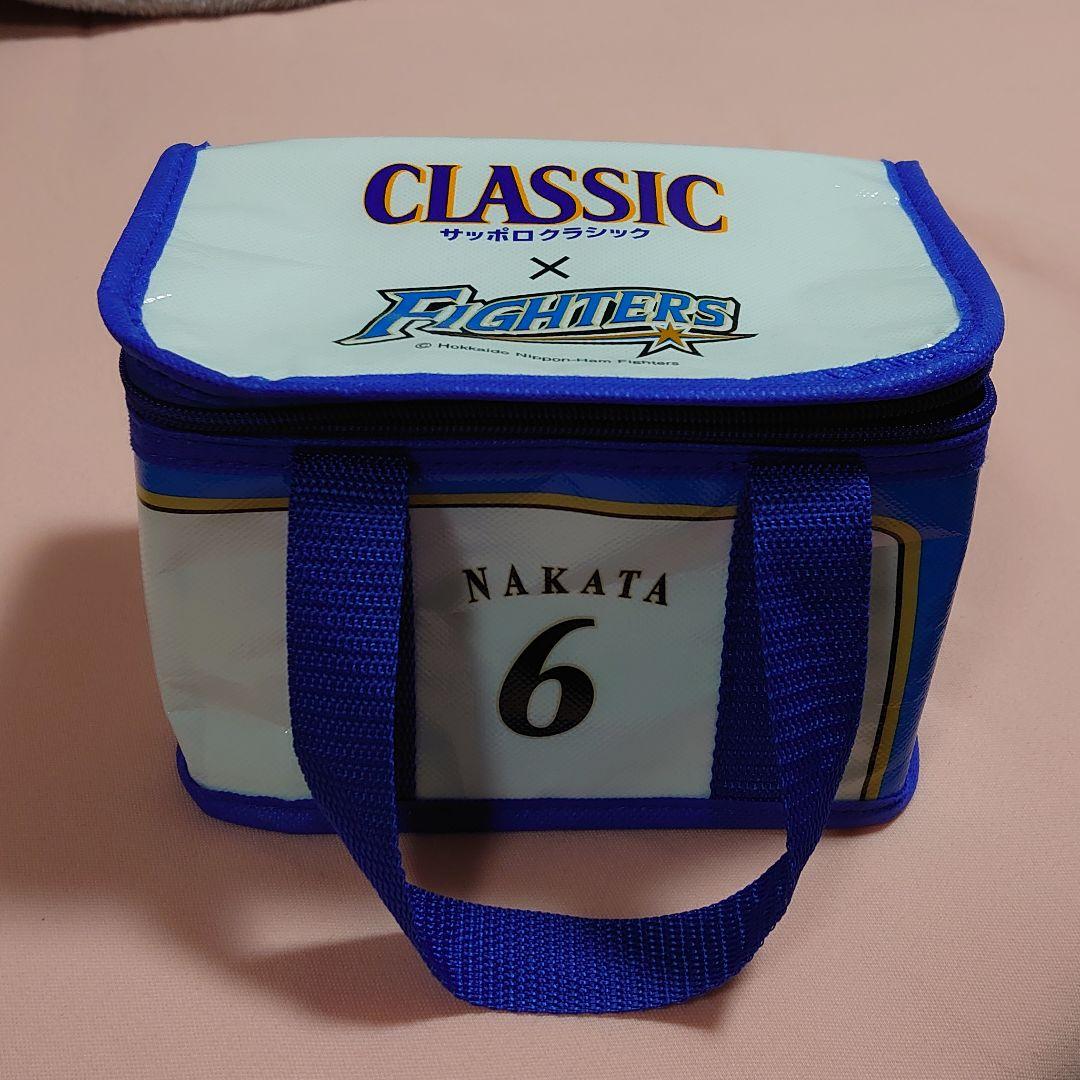 CLASSIC
サッポロクラシック
×
FIGHTERS
© Hokkaido Nippon-Ham Fighters
NAKATA
6